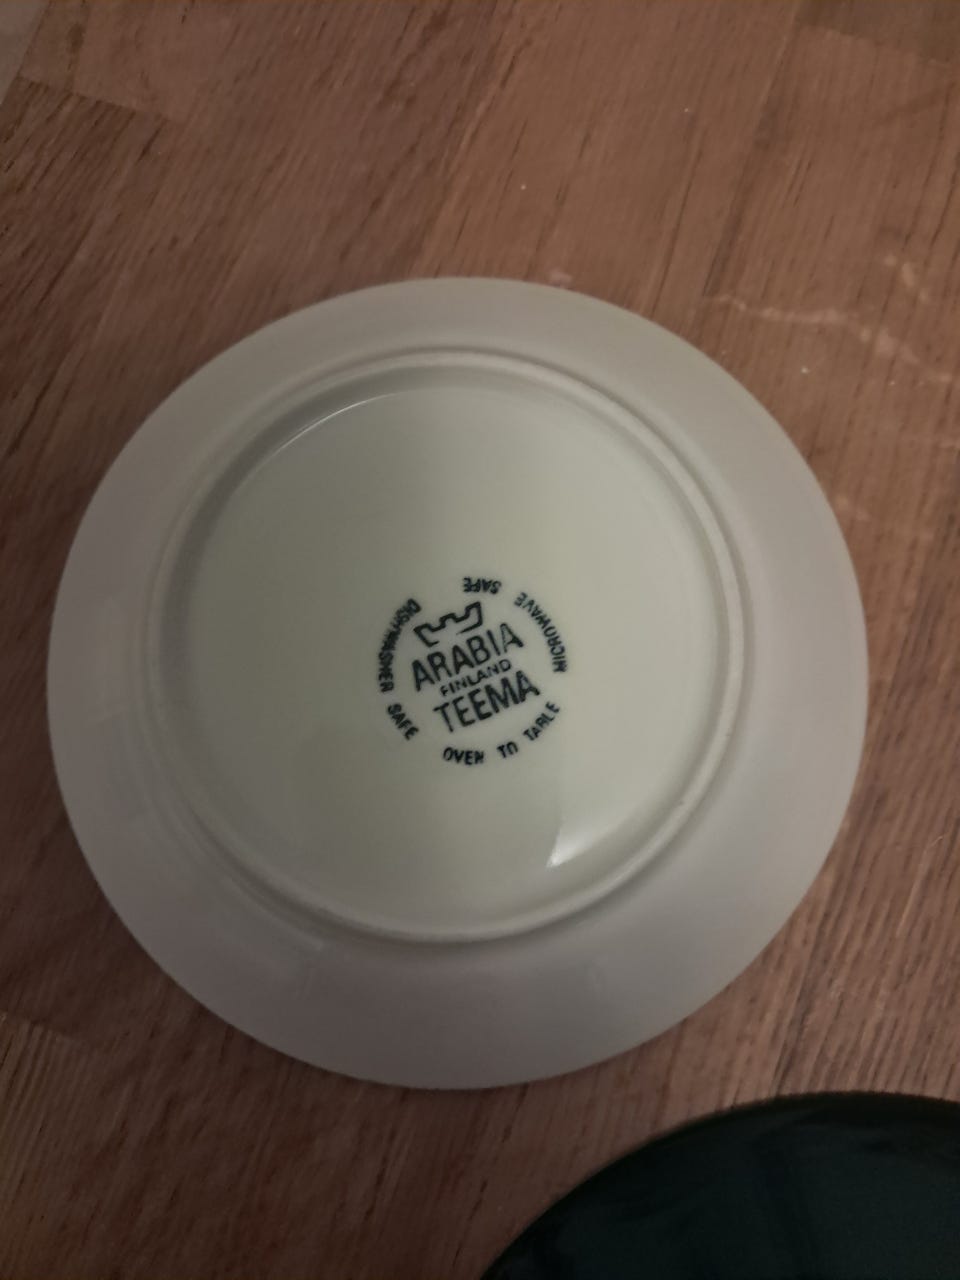 ARABIA
FINLAND
TEEMA
DISHWASHER SAFE
OVEN TO TABLE
MICROWAVE SAFE